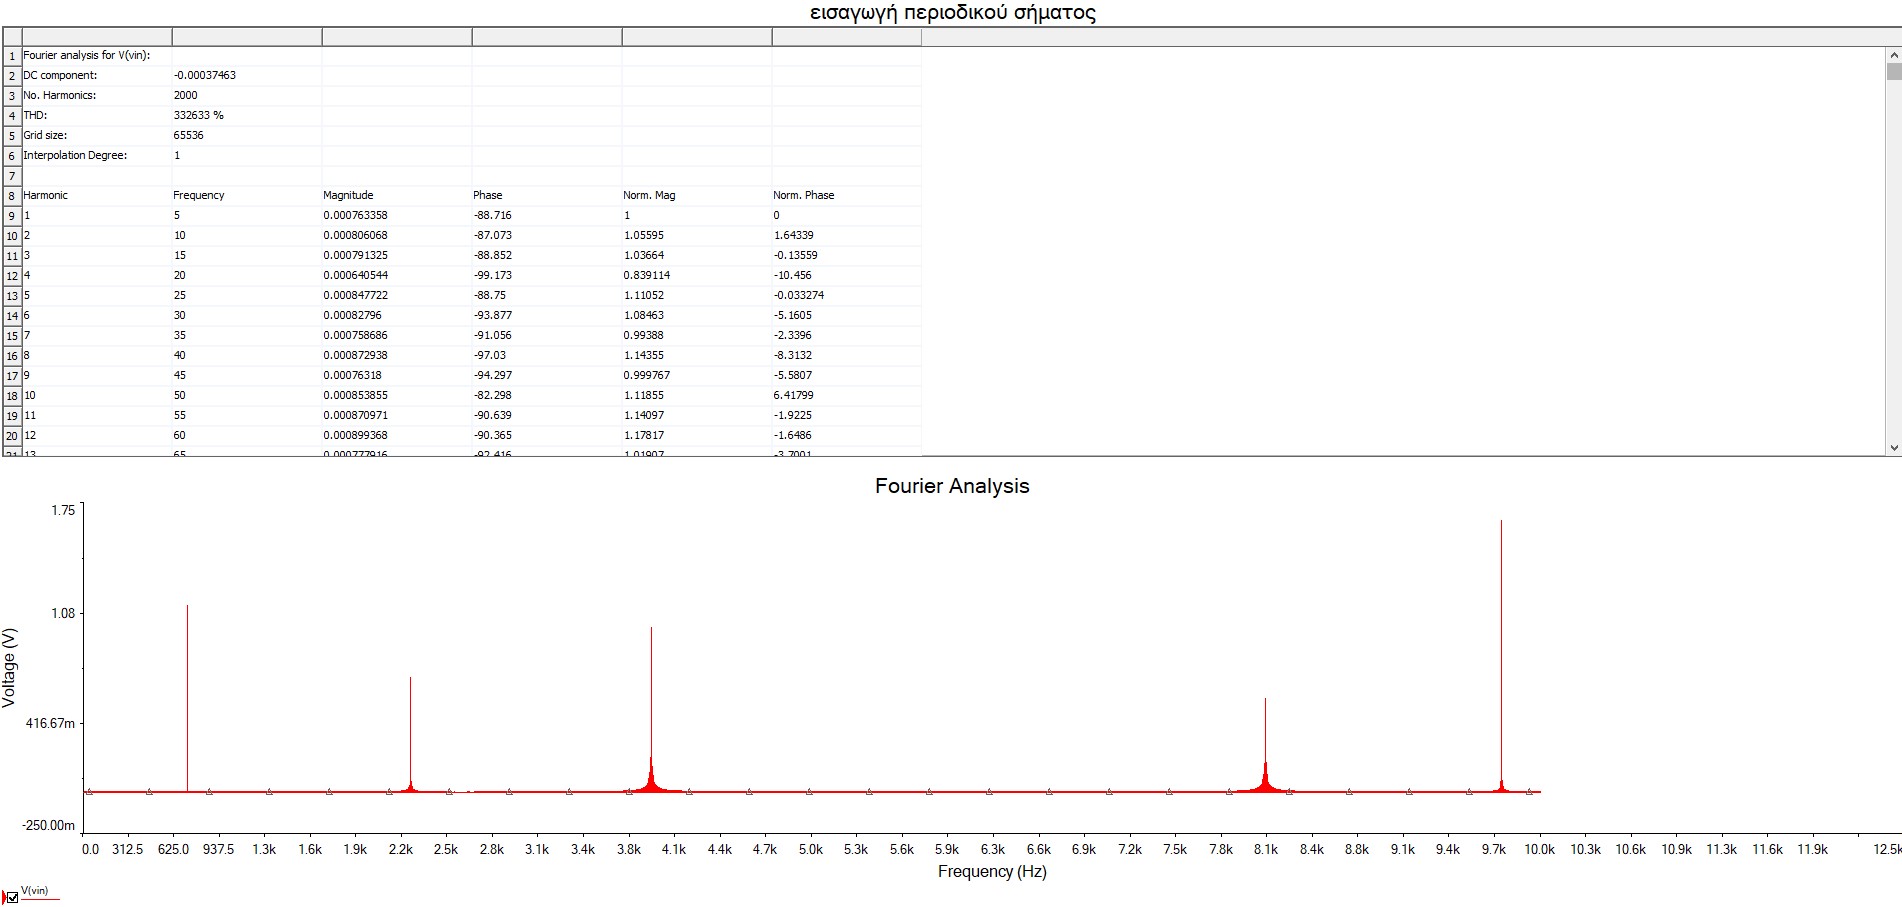 εισαγωγή περιοδικού σήματος
1 Fourier analysis for V(vin):
2 DC component: -0.00037463
3 No. Harmonics: 2000
4 THD: 332633 %
5 Grid size: 65536
6 Interpolation Degree: 1
7
8 Harmonic Frequency Magnitude Phase Norm. Mag Norm. Phase
9 1 5 0.000763358 -88.716 1 0
10 2 10 0.000806068 -87.073 1.05595 1.64339
11 3 15 0.000791325 -88.852 1.03664 -0.13559
12 4 20 0.000640544 -99.173 0.839114 -10.456
13 5 25 0.000847722 -88.75 1.11052 -0.033274
14 6 30 0.00082796 -93.877 1.08463 -5.1605
15 7 35 0.000758686 -91.056 0.99388 -2.3396
16 8 40 0.000872938 -97.03 1.14355 -8.3132
17 9 45 0.00076318 -94.297 0.999767 -5.5807
18 10 50 0.000853855 -82.298 1.11855 6.41799
19 11 55 0.000870971 -90.639 1.14097 -1.9225
20 12 60 0.000899368 -90.365 1.17817 -1.6486
21 13 65 0.000777916 -92.416 1.01907 -3.7001
Fourier Analysis
1.75
1.08
416.67m
-250.00m
Voltage (V)
0.0 312.5 625.0 937.5 1.3k 1.6k 1.9k 2.2k 2.5k 2.8k 3.1k 3.4k 3.8k 4.1k 4.4k 4.7k 5.0k 5.3k 5.6k 5.9k 6.3k 6.6k 6.9k 7.2k 7.5k 7.8k 8.1k 8.4k 8.8k 9.1k 9.4k 9.7k 10.0k 10.3k 10.6k 10.9k 11.3k 11.6k 11.9k 12.5k
Frequency (Hz)
V(vin)